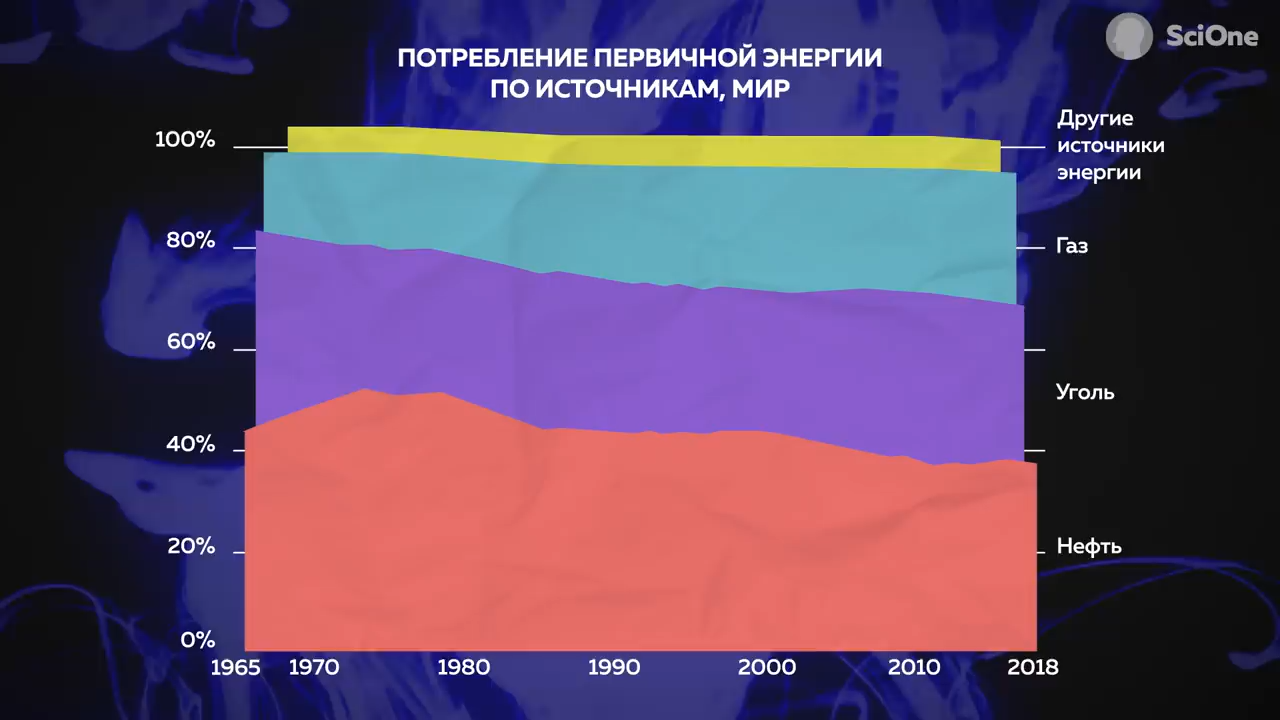 SciOne
ПОТРЕБЛЕНИЕ ПЕРВИЧНОЙ ЭНЕРГИИ
ПО ИСТОЧНИКАМ, МИР
100%
80%
60%
40%
20%
0%
Другие
источники
энергии
Газ
Уголь
Нефть
1965 1970 1980 1990 2000 2010 2018